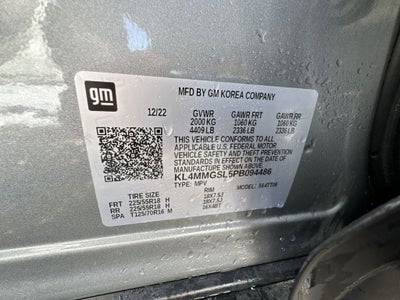 gm
MFD BY GM KOREA COMPANY
12/22 GVWR GAWR FRT GAWR RR
2000 KG 1060 KG 1060 KG
4409 LB 2336 LB 2336 LB
THIS VEHICLE CONFORMS TO ALL
APPLICABLE U.S. FEDERAL MOTOR
VEHICLE SAFETY
STANDARDS IN EFFECT ON THE DATE OF
MANUFACTURE SHOWN ABOVE.
KL4MMGSL5PB094486
TYPE: MPV MODEL:
TIRE SIZE RIM
FRT 225/55R18 H 18X7.5J
RR 225/55R18 H 18X7.5J
SPA T125/70R16 M 16X4BT